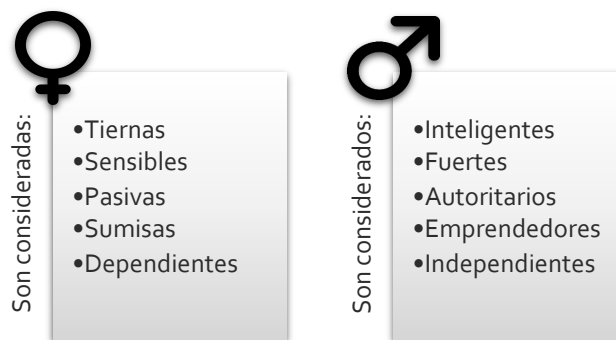 Son consideradas:
•Tiernas
•Sensibles
•Pasivas
•Sumisas
•Dependientes
Son considerados:
•Inteligentes
•Fuertes
•Autoritarios
•Emprendedores
•Independientes